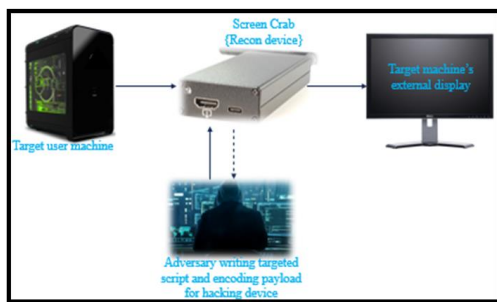 Screen Crab
{Recon device}
Target machine's
external display
Target user machine
Adversary writing targeted
script and encoding payload
for hacking device